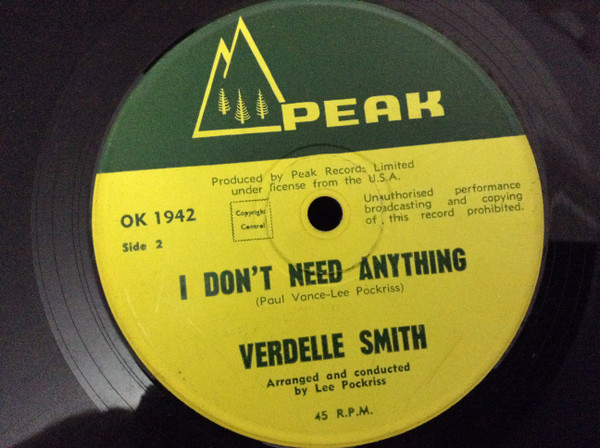 PEAK
Produced by Peak Records Limited
under license from the U.S.A.
OK 1942
Side 2
Copyright
Control
Unauthorised performance
broadcasting and copying
of this record prohibited.
I DON'T NEED ANYTHING
(Paul Vance-Lee Pockriss)
VERDELLE SMITH
Arranged and conducted
by Lee Pockriss
45 R.P.M.